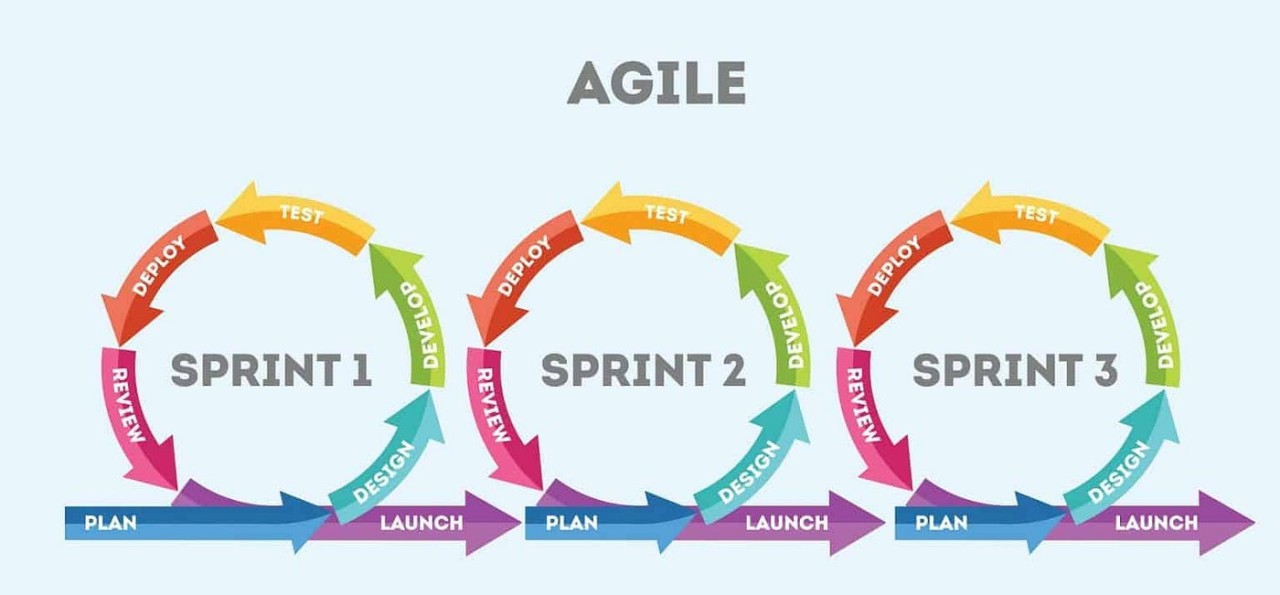 AGILE
SPRINT 1
PLAN
DESIGN
DEVELOP
TEST
DEPLOY
REVIEW
LAUNCH
SPRINT 2
PLAN
DESIGN
DEVELOP
TEST
DEPLOY
REVIEW
LAUNCH
SPRINT 3
PLAN
DESIGN
DEVELOP
TEST
DEPLOY
REVIEW
LAUNCH